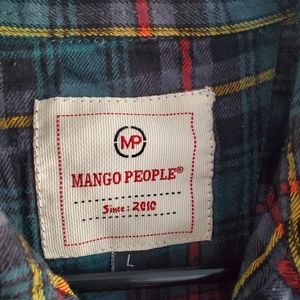 MP
MANGO PEOPLE®
Since : 2010
L